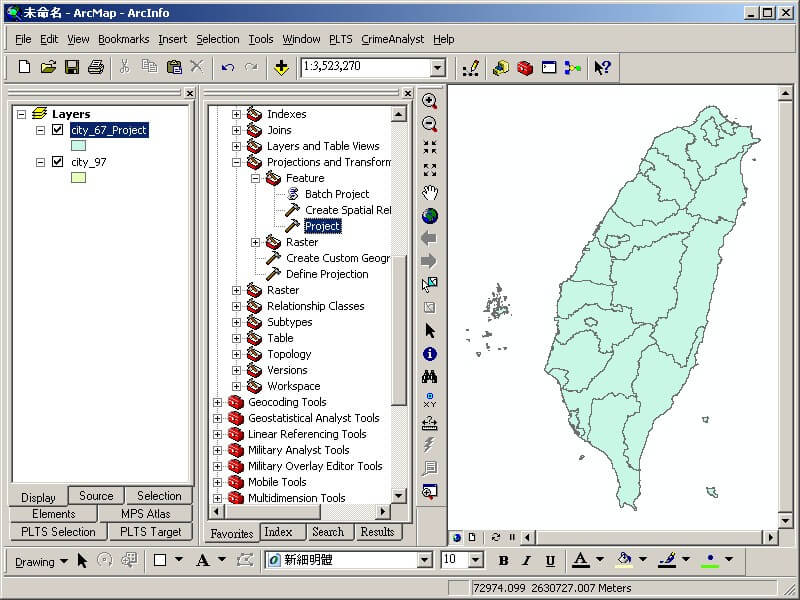 未命名 - ArcMap - ArcInfo
File Edit View Bookmarks Insert Selection Tools Window PLTS CrimeAnalyst Help
1:3,523,270
Layers
city_67_Project
city_97
Display Source Selection
Elements MPS Atlas
PLTS Selection PLTS Target
Indexes
Joins
Layers and Table Views
Projections and Transform
Feature
Batch Project
Create Spatial Rel
Project
Raster
Create Custom Geogr
Define Projection
Raster
Relationship Classes
Subtypes
Table
Topology
Versions
Workspace
Geocoding Tools
Geostatistical Analyst Tools
Linear Referencing Tools
Military Analyst Tools
Military Overlay Editor Tools
Mobile Tools
Multidimension Tools
Favorites Index Search Results
XY
Drawing A 新細明體 10 B I U A
72974.099 2630727.007 Meters